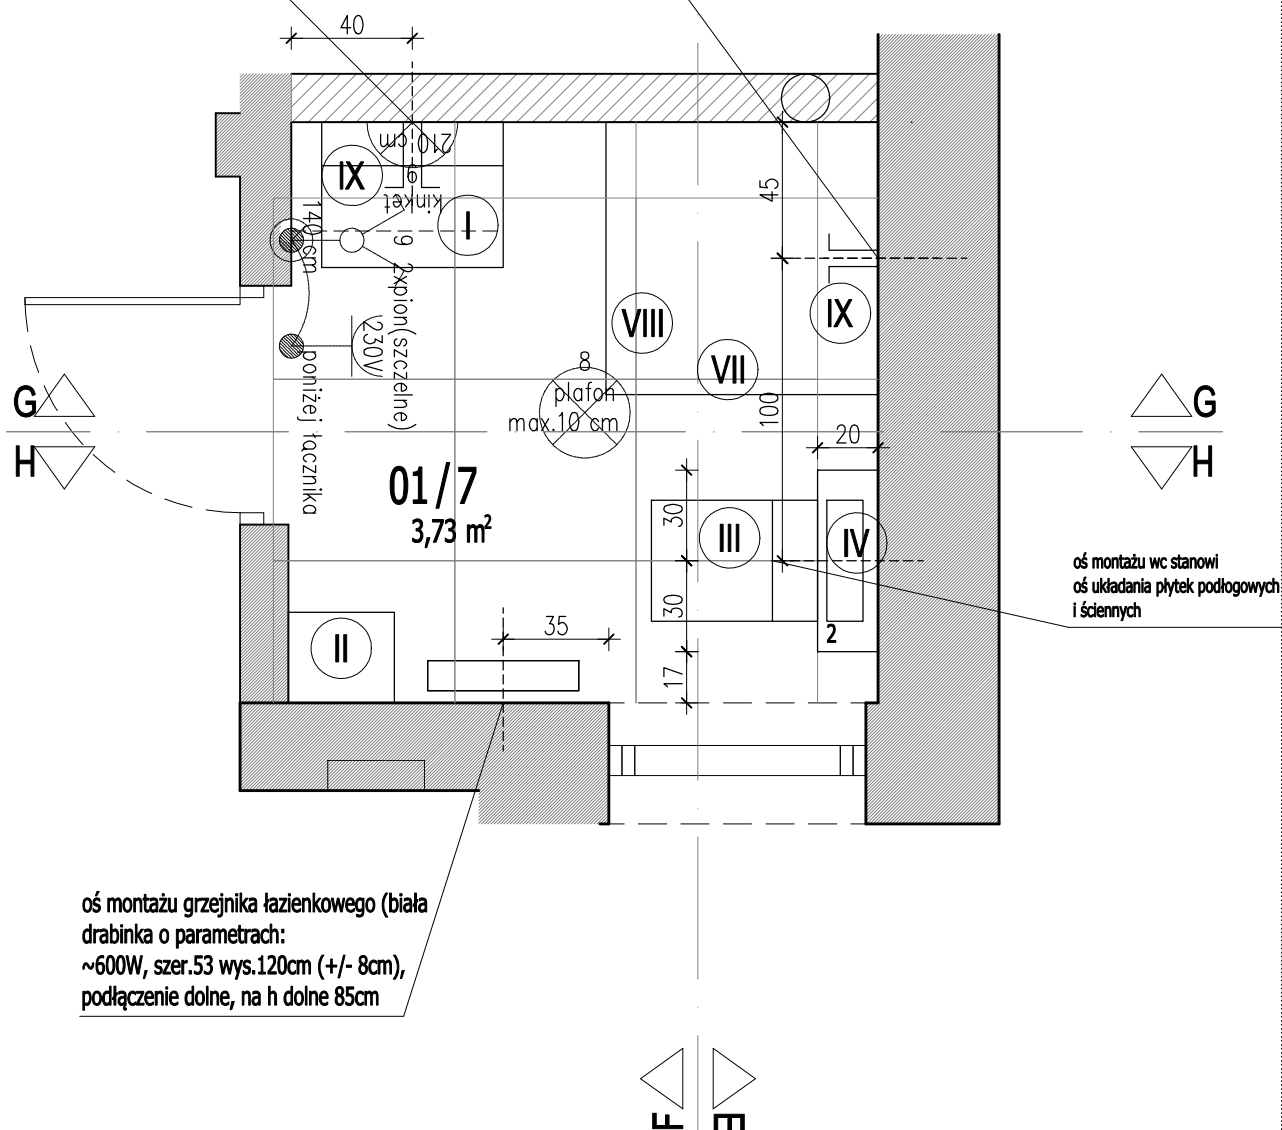 40
210
cm
IX
9
kinkiet
I
140 cm
9 2xpion(szczelne)
230V
poniżej łącznika
45
IX
VIII
VII
8
plafon
max.10 cm
100
20
G
H
G
H
01/7
3,73 m²
30
III
IV
30
2
17
35
II
oś montażu wc stanowi
oś układania płytek podłogowych
i ściennych
oś montażu grzejnika łazienkowego (biała
drabinka o parametrach:
~600W, szer.53 wys.120cm (+/- 8cm),
podłączenie dolne, na h dolne 85cm
F
E